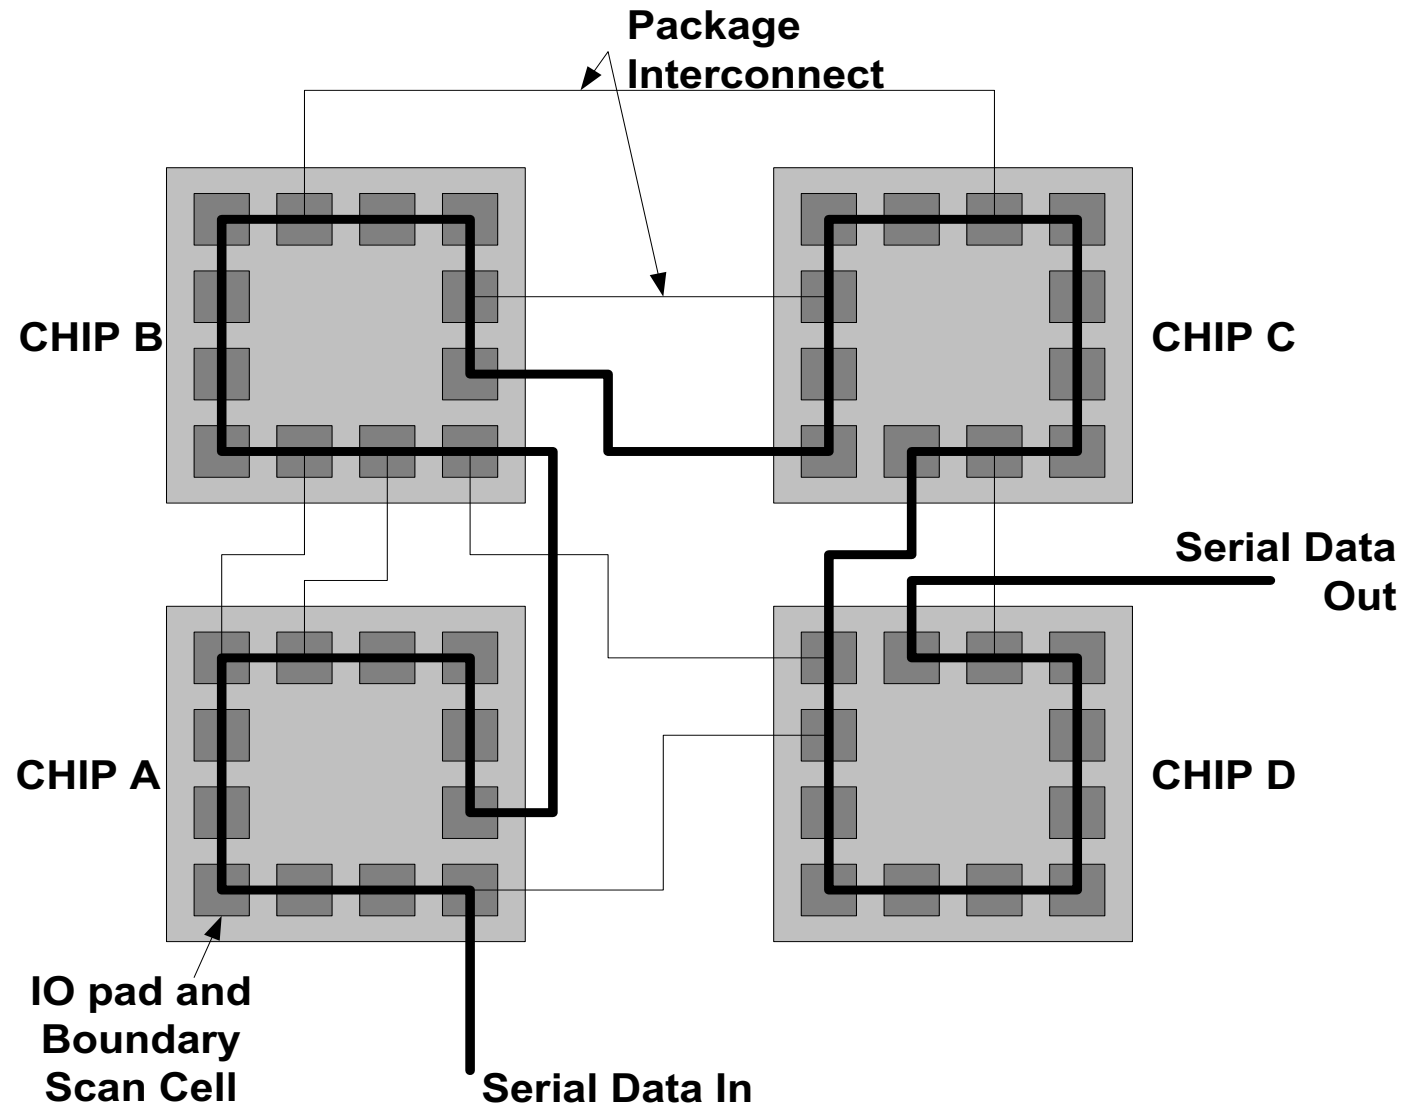 Package
Interconnect
CHIP B
CHIP C
Serial Data
Out
CHIP A
CHIP D
IO pad and
Boundary
Scan Cell
Serial Data In